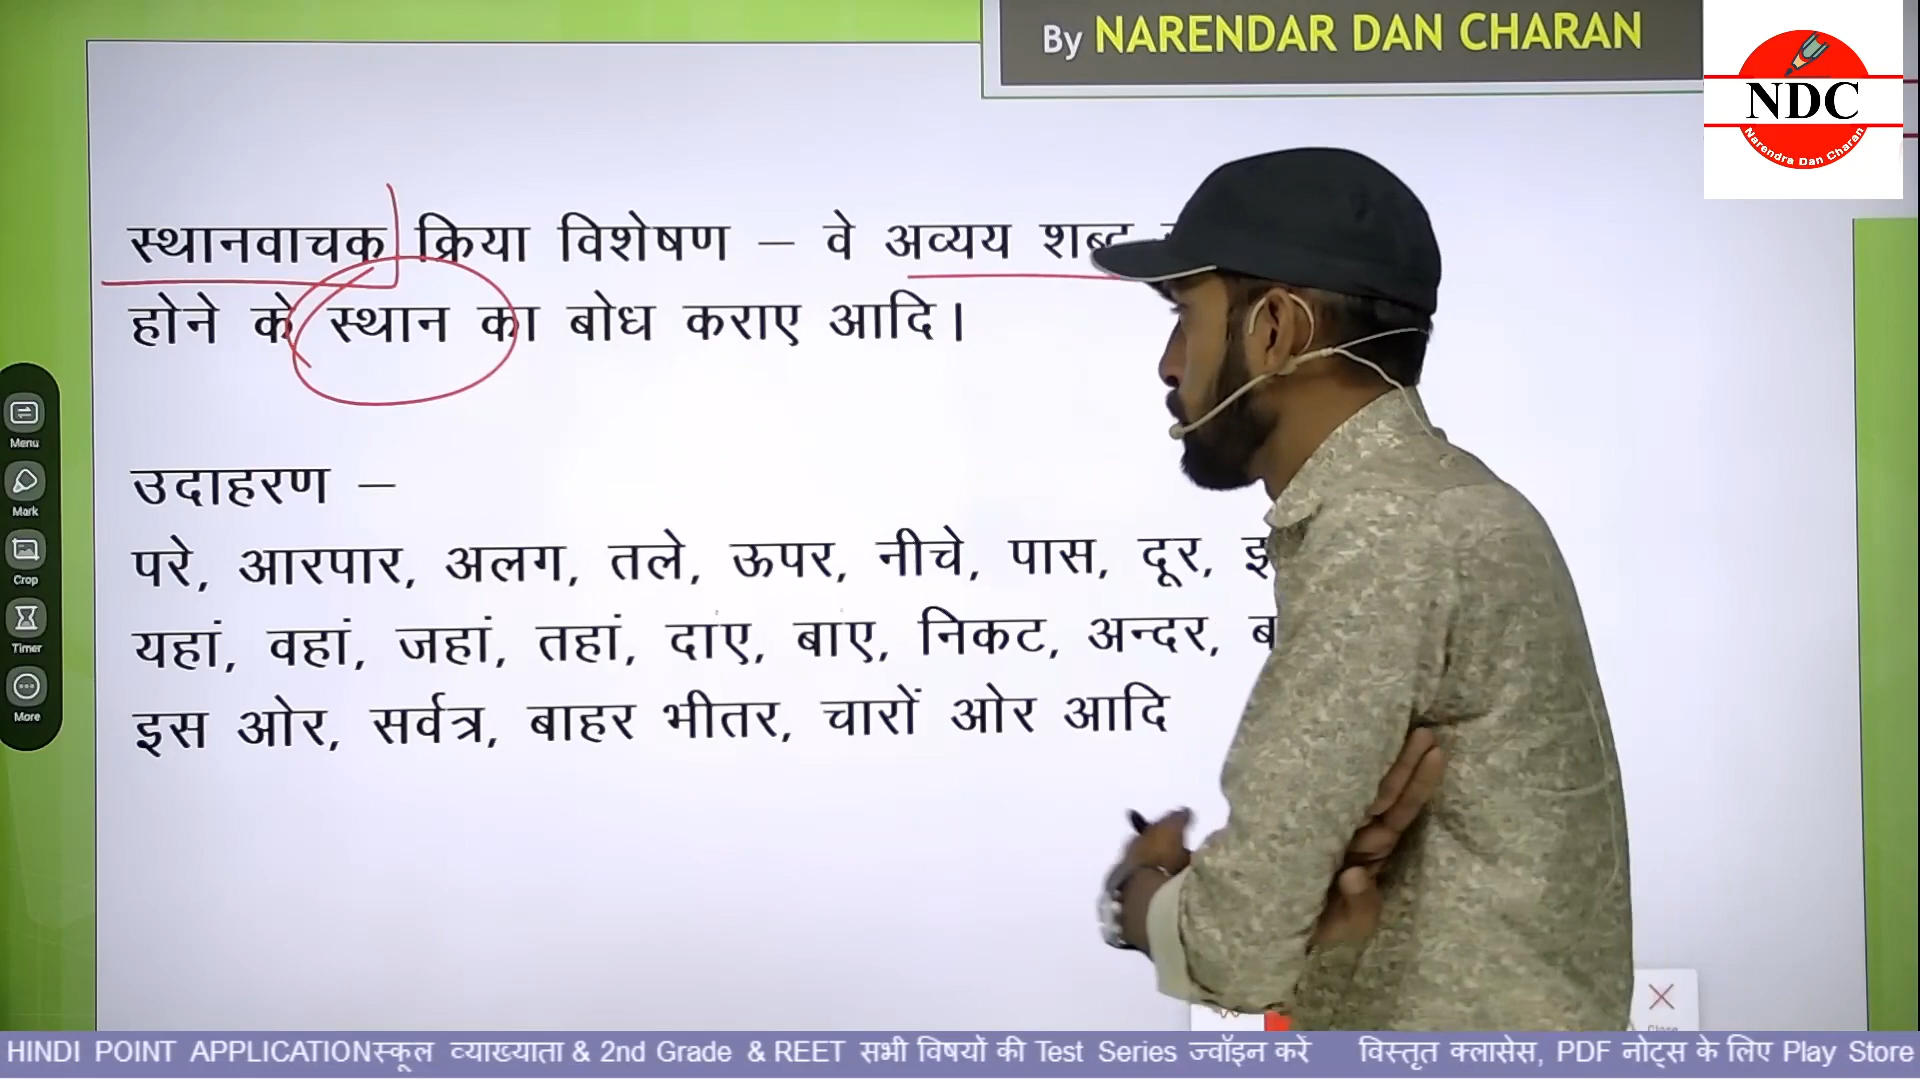 By NARENDAR DAN CHARAN
NDC
Narendra Dan Charan
स्थानवाचक क्रिया विशेषण – वे अव्यय शब्द
होने के स्थान का बोध कराए आदि।
उदाहरण –
परे, आरपार, अलग, तले, ऊपर, नीचे, पास, दूर,
यहां, वहां, जहां, तहां, दाए, बाए, निकट, अन्दर,
इस ओर, सर्वत्र, बाहर भीतर, चारों ओर आदि
Menu
Mark
Crop
Timer
More
HINDI POINT APPLICATIONस्कूल व्याख्याता & 2nd Grade & REET सभी विषयों की Test Series ज्वॉइन करें विस्तृत क्लासेस, PDF नोट्स के लिए Play Store